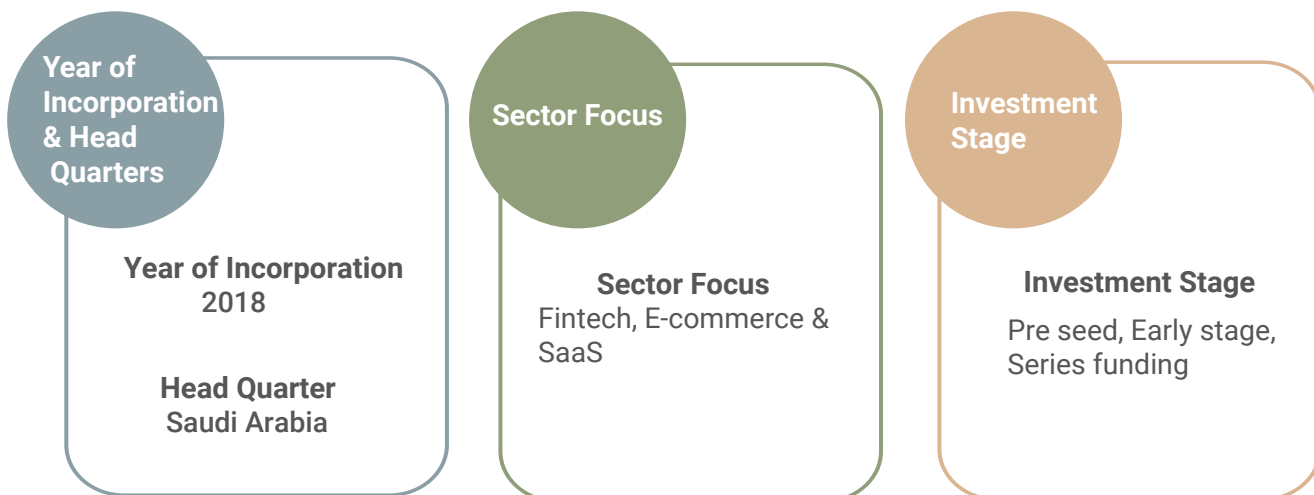 Year of
Incorporation
& Head
Quarters
Year of Incorporation
2018
Head Quarter
Saudi Arabia
Sector Focus
Sector Focus
Fintech, E-commerce &
SaaS
Investment
Stage
Investment Stage
Pre seed, Early stage,
Series funding